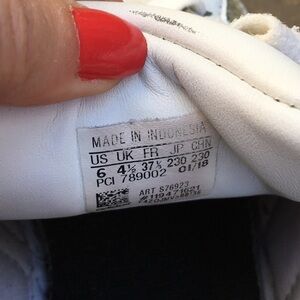 MADE IN INDONESIA
US UK FR JP CHN
6 4½ 37⅓ 230 230
PCI 789002 01/18
ART S76923